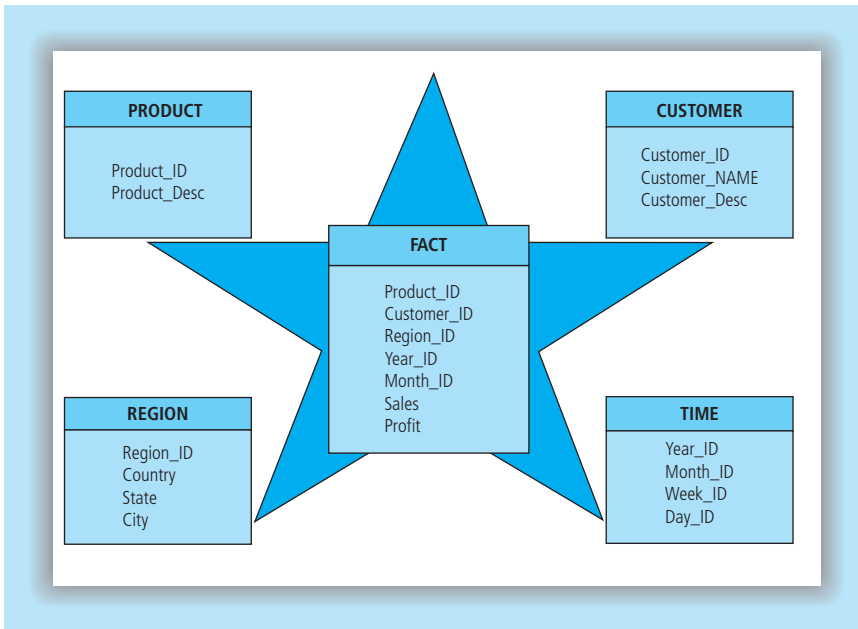 PRODUCT
Product_ID
Product_Desc
CUSTOMER
Customer_ID
Customer_NAME
Customer_Desc
FACT
Product_ID
Customer_ID
Region_ID
Year_ID
Month_ID
Sales
Profit
REGION
Region_ID
Country
State
City
TIME
Year_ID
Month_ID
Week_ID
Day_ID